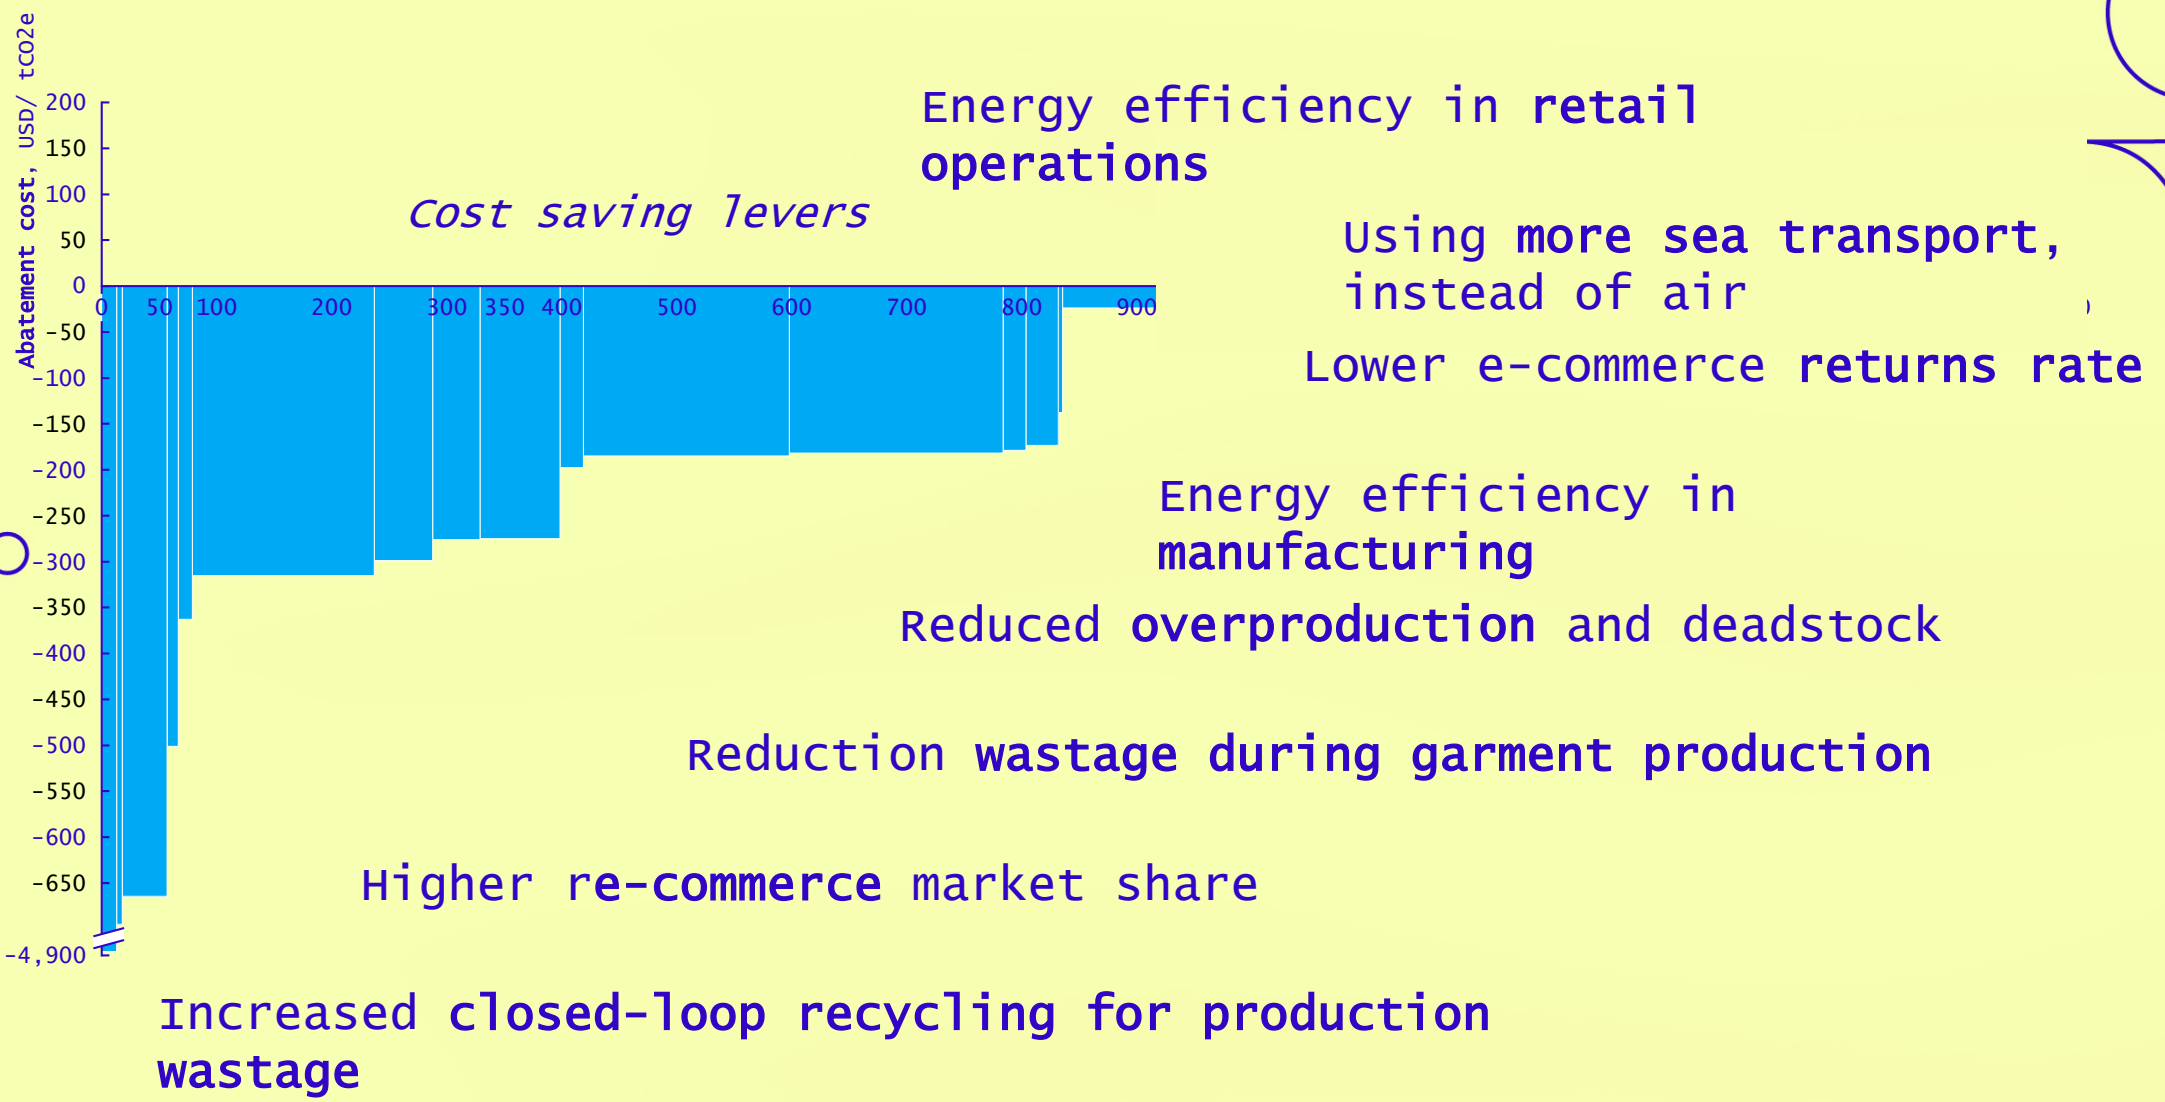 Abatement cost, USD/ tCO2e
200
150
100
50
0
-50
-100
-150
-200
-250
-300
-350
-400
-450
-500
-550
-600
-650
-4,900
0 50 100 200 300 350 400 500 600 700 800 900
Cost saving levers
Energy efficiency in retail
operations
Using more sea transport,
instead of air
Lower e-commerce returns rate
Energy efficiency in
manufacturing
Reduced overproduction and deadstock
Reduction wastage during garment production
Higher re-commerce market share
Increased closed-loop recycling for production
wastage